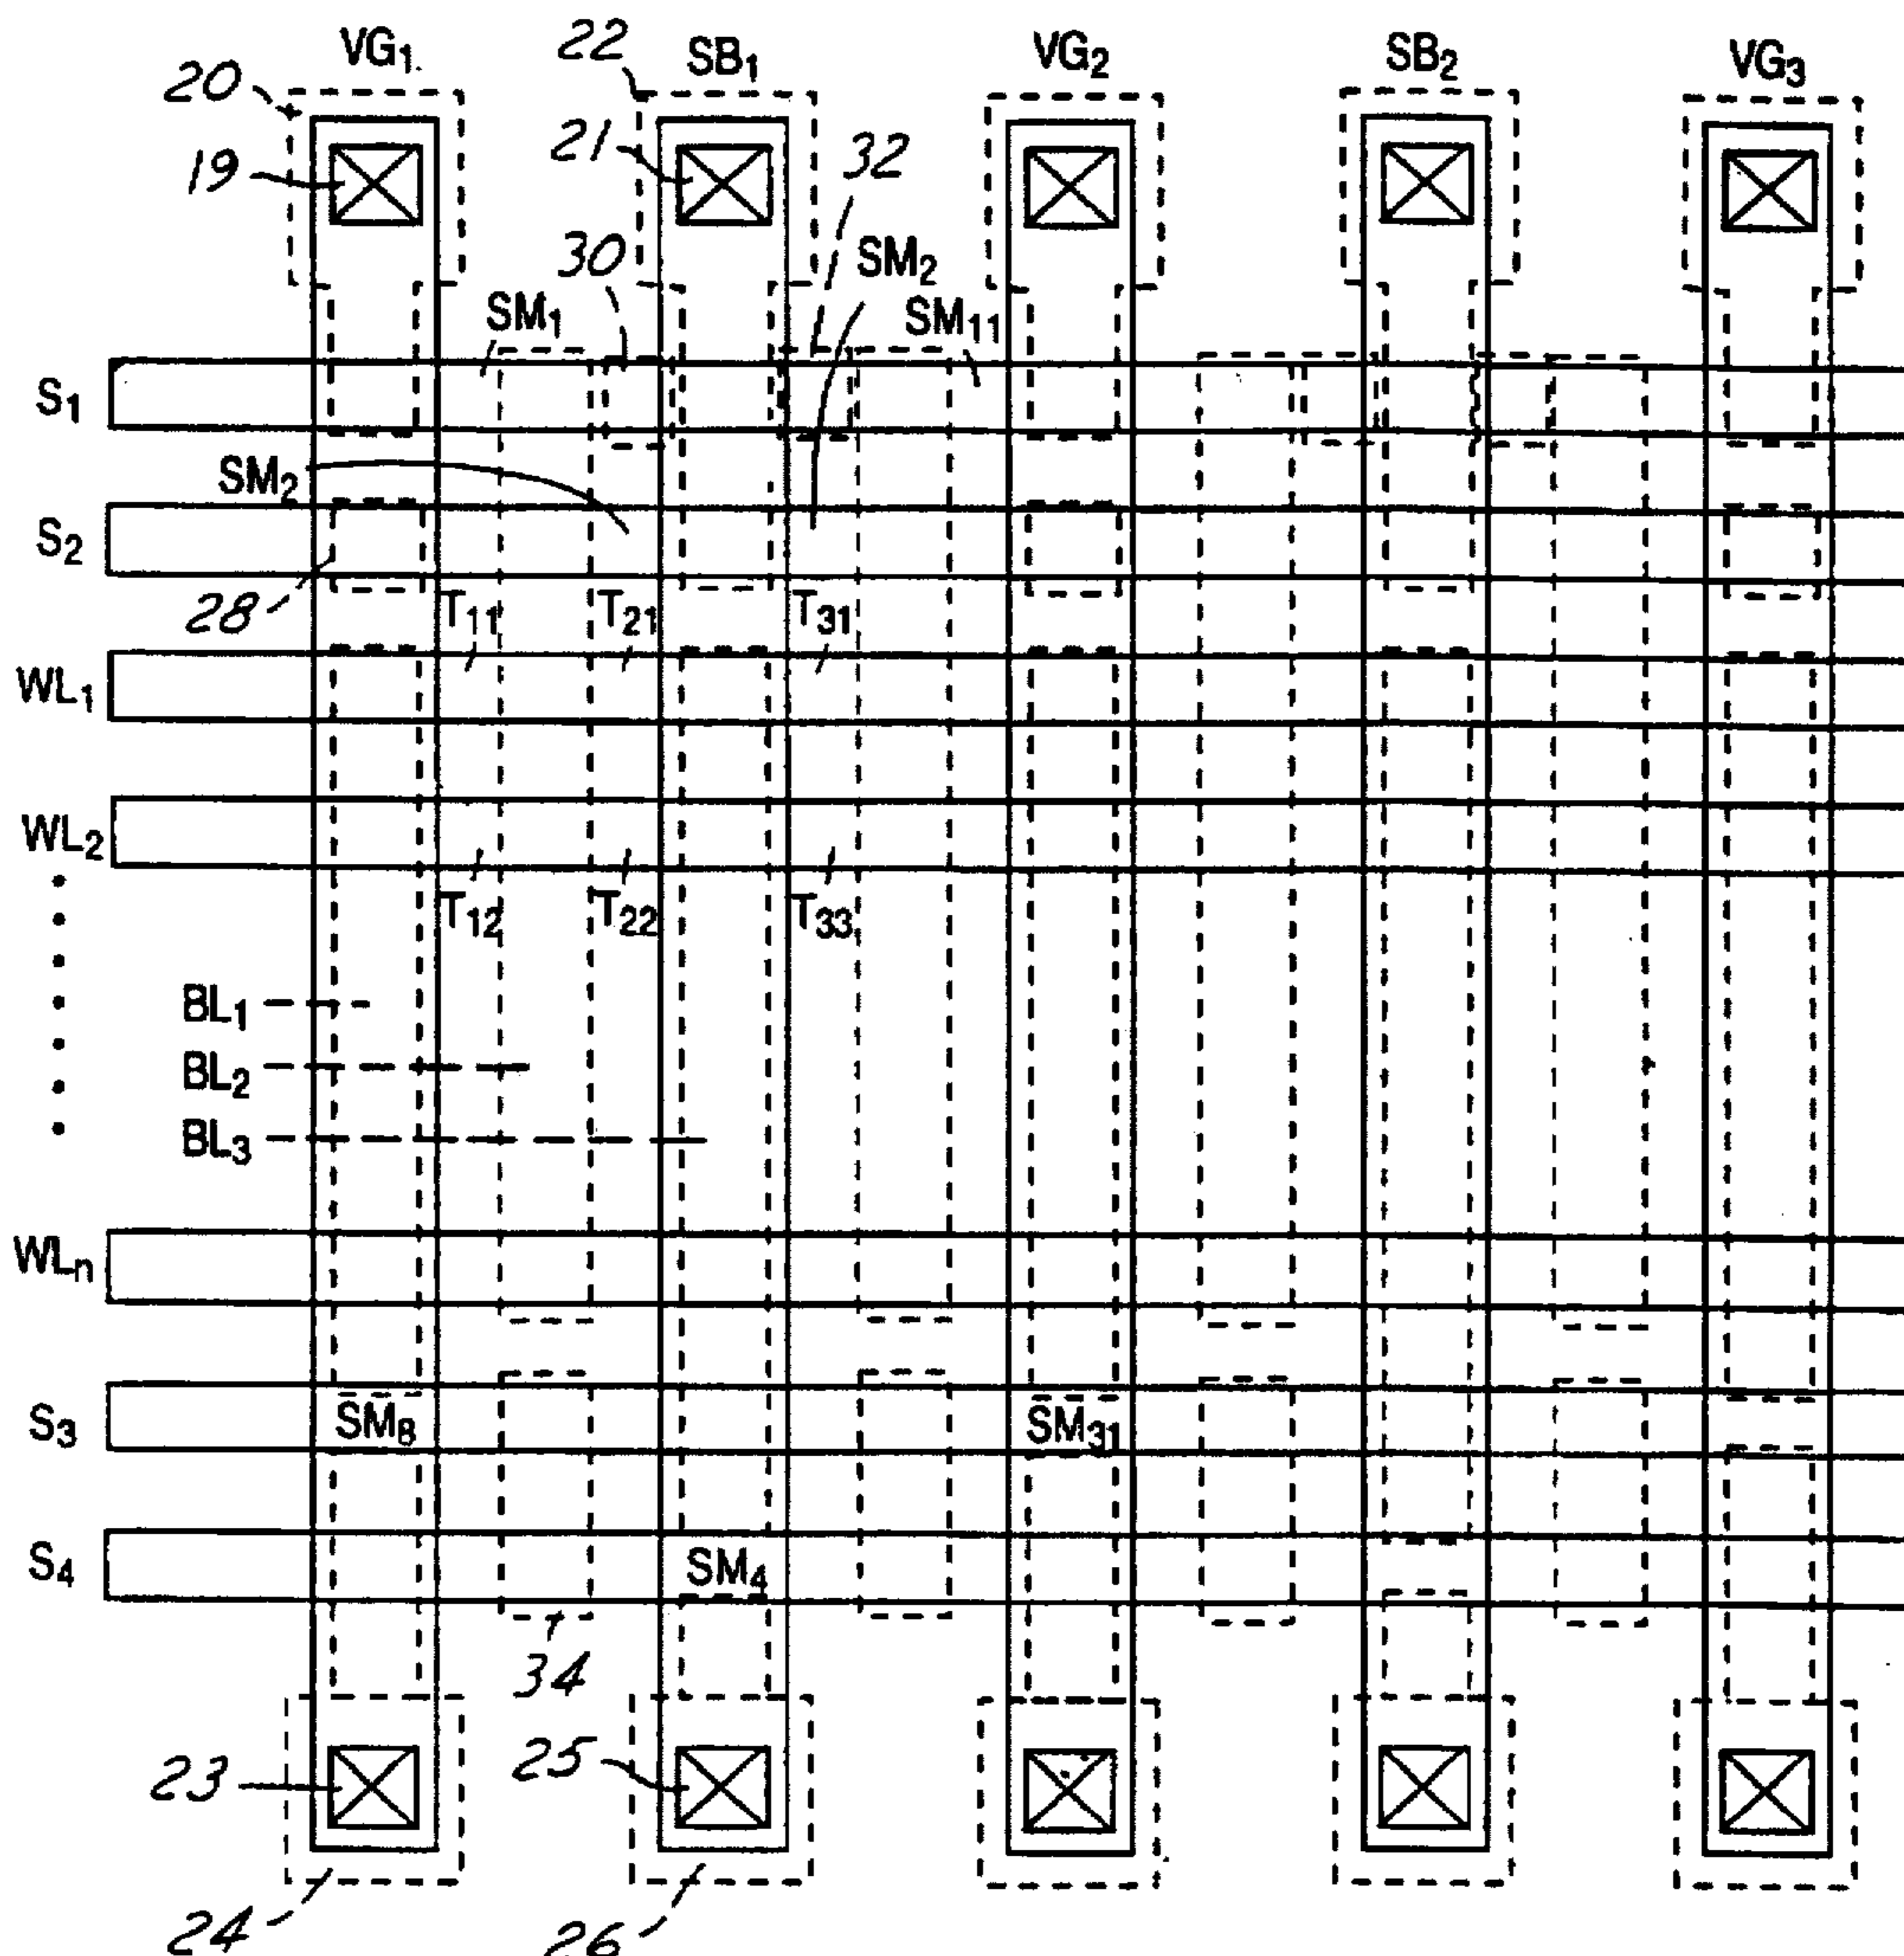 VG1 22 SB1 VG2 SB2 VG3
20
21 32
19
30 SM2
SM1 SM11
S1
SM2
S2
28 T11 T21 T31
WL1
WL2
T12 T22 T33
BL1
BL2
BL3
WLn
S3 SM8 SM31
S4 SM4
34
23 25
24 26